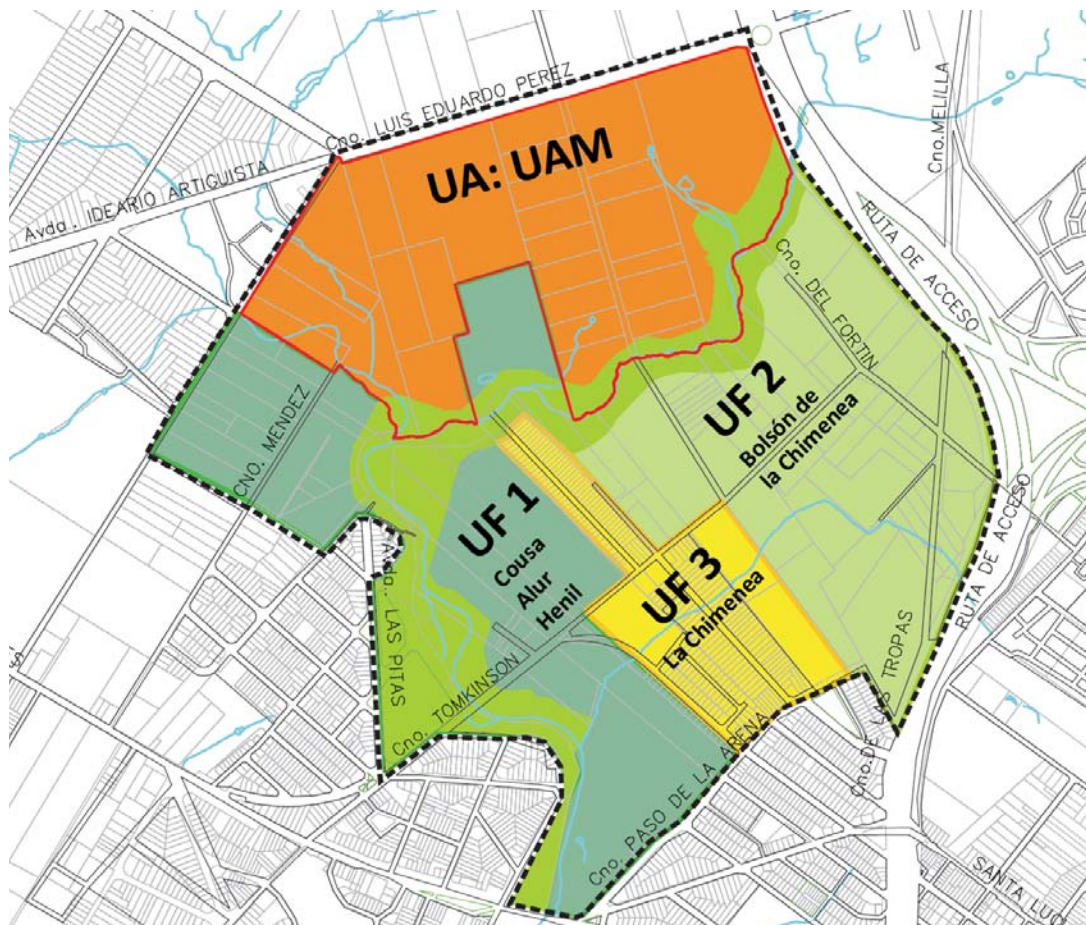 Cno. LUIS EDUARDO PEREZ
Cno.MELILLA
Avda. IDEARIO ARTIGUISTA
UA: UAM
RUTA DE ACCESO
Cno. DEL FORTIN
UF 2
Bolsón de
la Chimenea
CNO. MENDEZ
UF 1
Cousa
Alur
Henil
UF 3
La Chimenea
RUTA DE ACCESO
Avda. LAS PITAS
Cno. TOMKINSON
Cno.DE LAS TROPAS
Cno. PASO DE LA ARENA